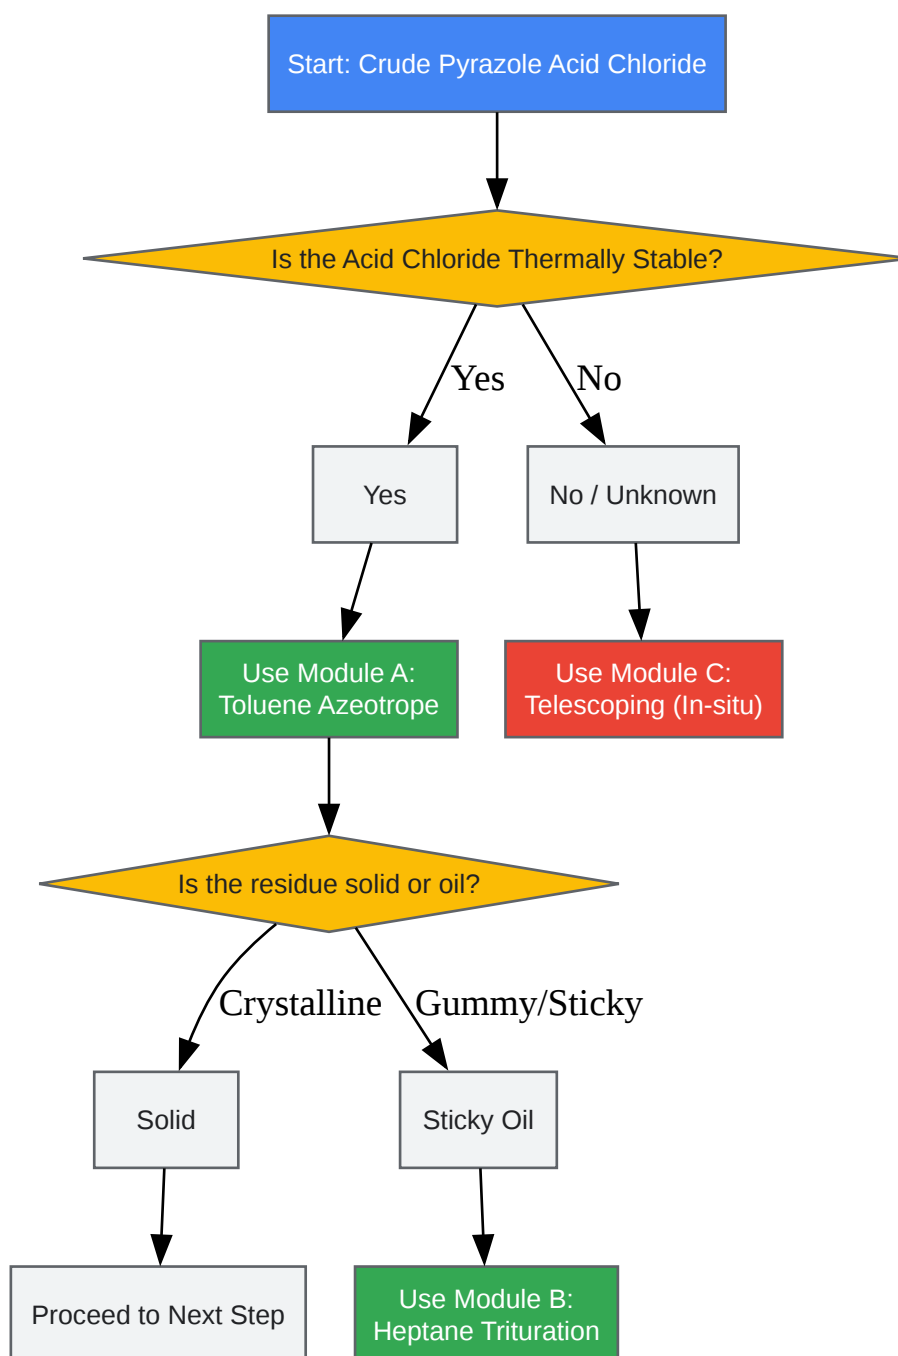 Start: Crude Pyrazole Acid Chloride
Is the Acid Chloride Thermally Stable?
Yes
No
Yes
No / Unknown
Use Module A:
Toluene Azeotrope
Use Module C:
Telescoping (In-situ)
Is the residue solid or oil?
Crystalline
Gummy/Sticky
Solid
Sticky Oil
Proceed to Next Step
Use Module B:
Heptane Trituration